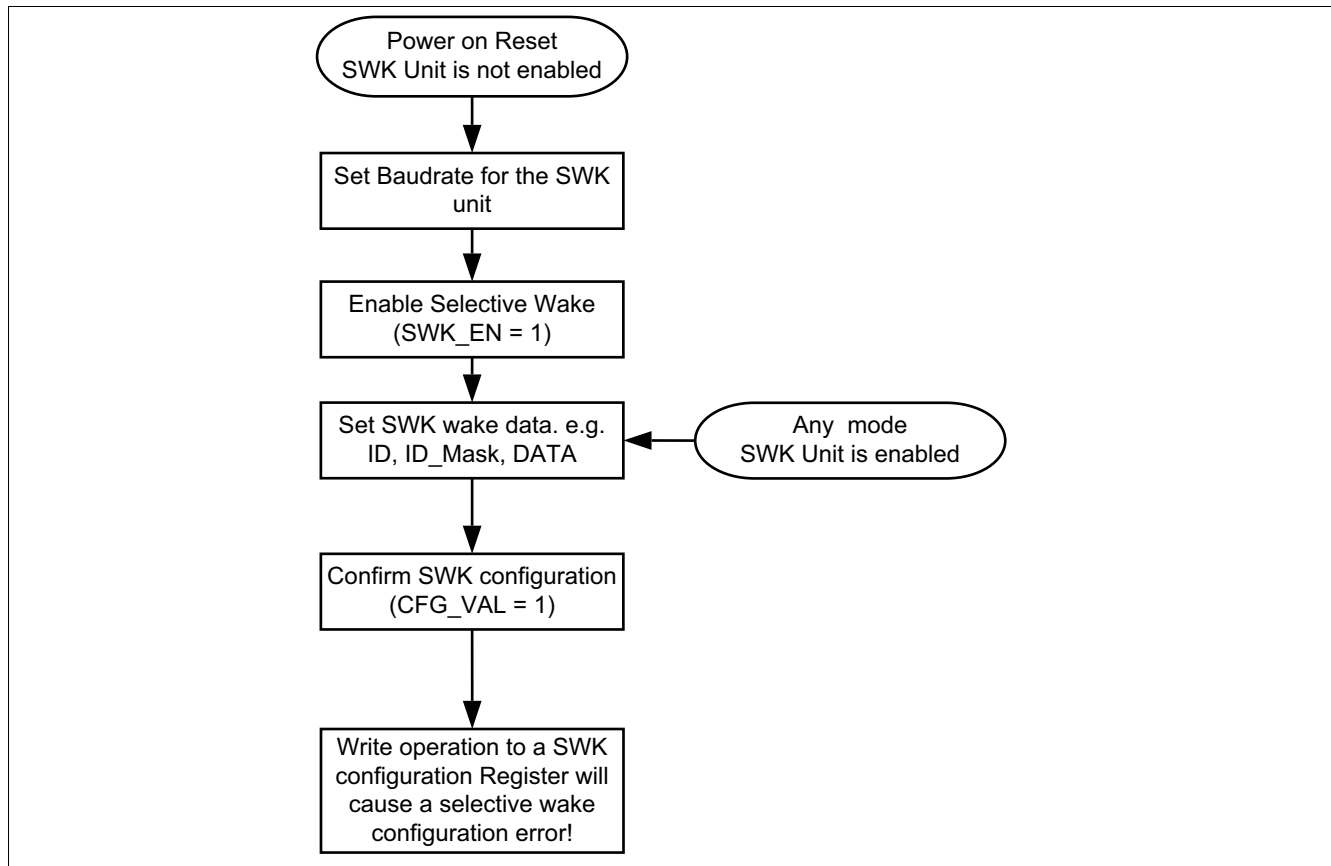 Power on Reset
SWK Unit is not enabled
Set Baudrate for the SWK
unit
Enable Selective Wake
(SWK_EN = 1)
Set SWK wake data. e.g.
ID, ID_Mask, DATA
Any mode
SWK Unit is enabled
Confirm SWK configuration
(CFG_VAL = 1)
Write operation to a SWK
configuration Register will
cause a selective wake
configuration error!